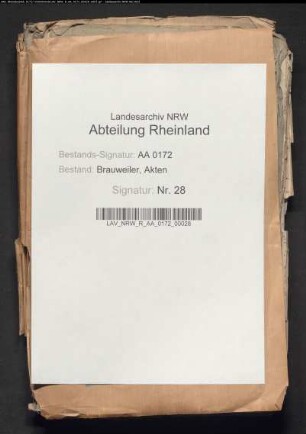 Landesarchiv NRW
Abteilung Rheinland
Bestands-Signatur: AA 0172
Bestand: Brauweiler, Akten
Signatur: Nr. 28
LAV_NRW_R_AA_0172_00028